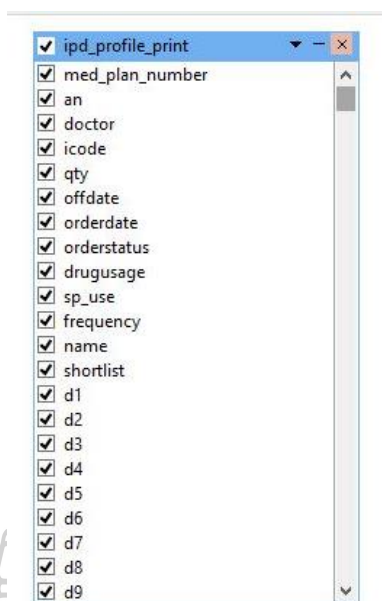 ipd_profile_print
med_plan_number
an
doctor
icode
qty
offdate
orderdate
orderstatus
drugusage
sp_use
frequency
name
shortlist
d1
d2
d3
d4
d5
d6
d7
d8
d9